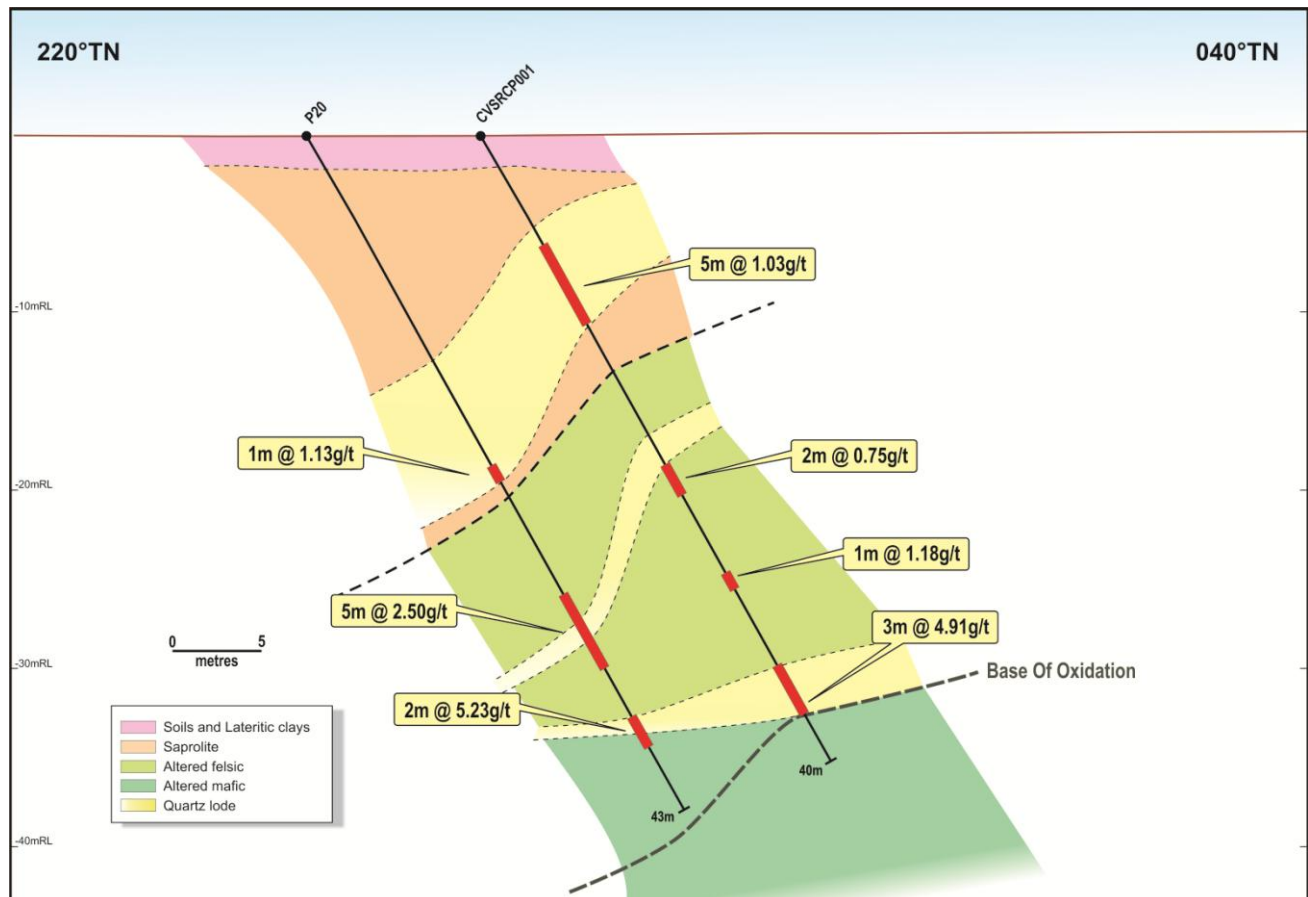 220°TN
040°TN
P20
CVSRCP001
5m @ 1.03g/t
-10mRL
1m @ 1.13g/t
2m @ 0.75g/t
-20mRL
1m @ 1.18g/t
5m @ 2.50g/t
3m @ 4.91g/t
0 5
metres
-30mRL
Base Of Oxidation
2m @ 5.23g/t
Soils and Lateritic clays
Saprolite
Altered felsic
Altered mafic
Quartz lode
40m
43m
-40mRL